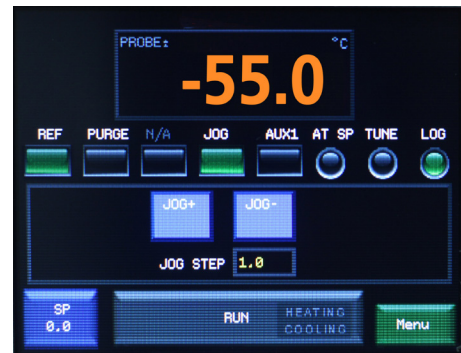 PROBE±
°C
-55.0
REF PURGE N/A JOG AUX1 AT SP TUNE LOG
JOG+ JOG-
JOG STEP 1.0
SP
0.0
RUN
HEATING
COOLING
Menu